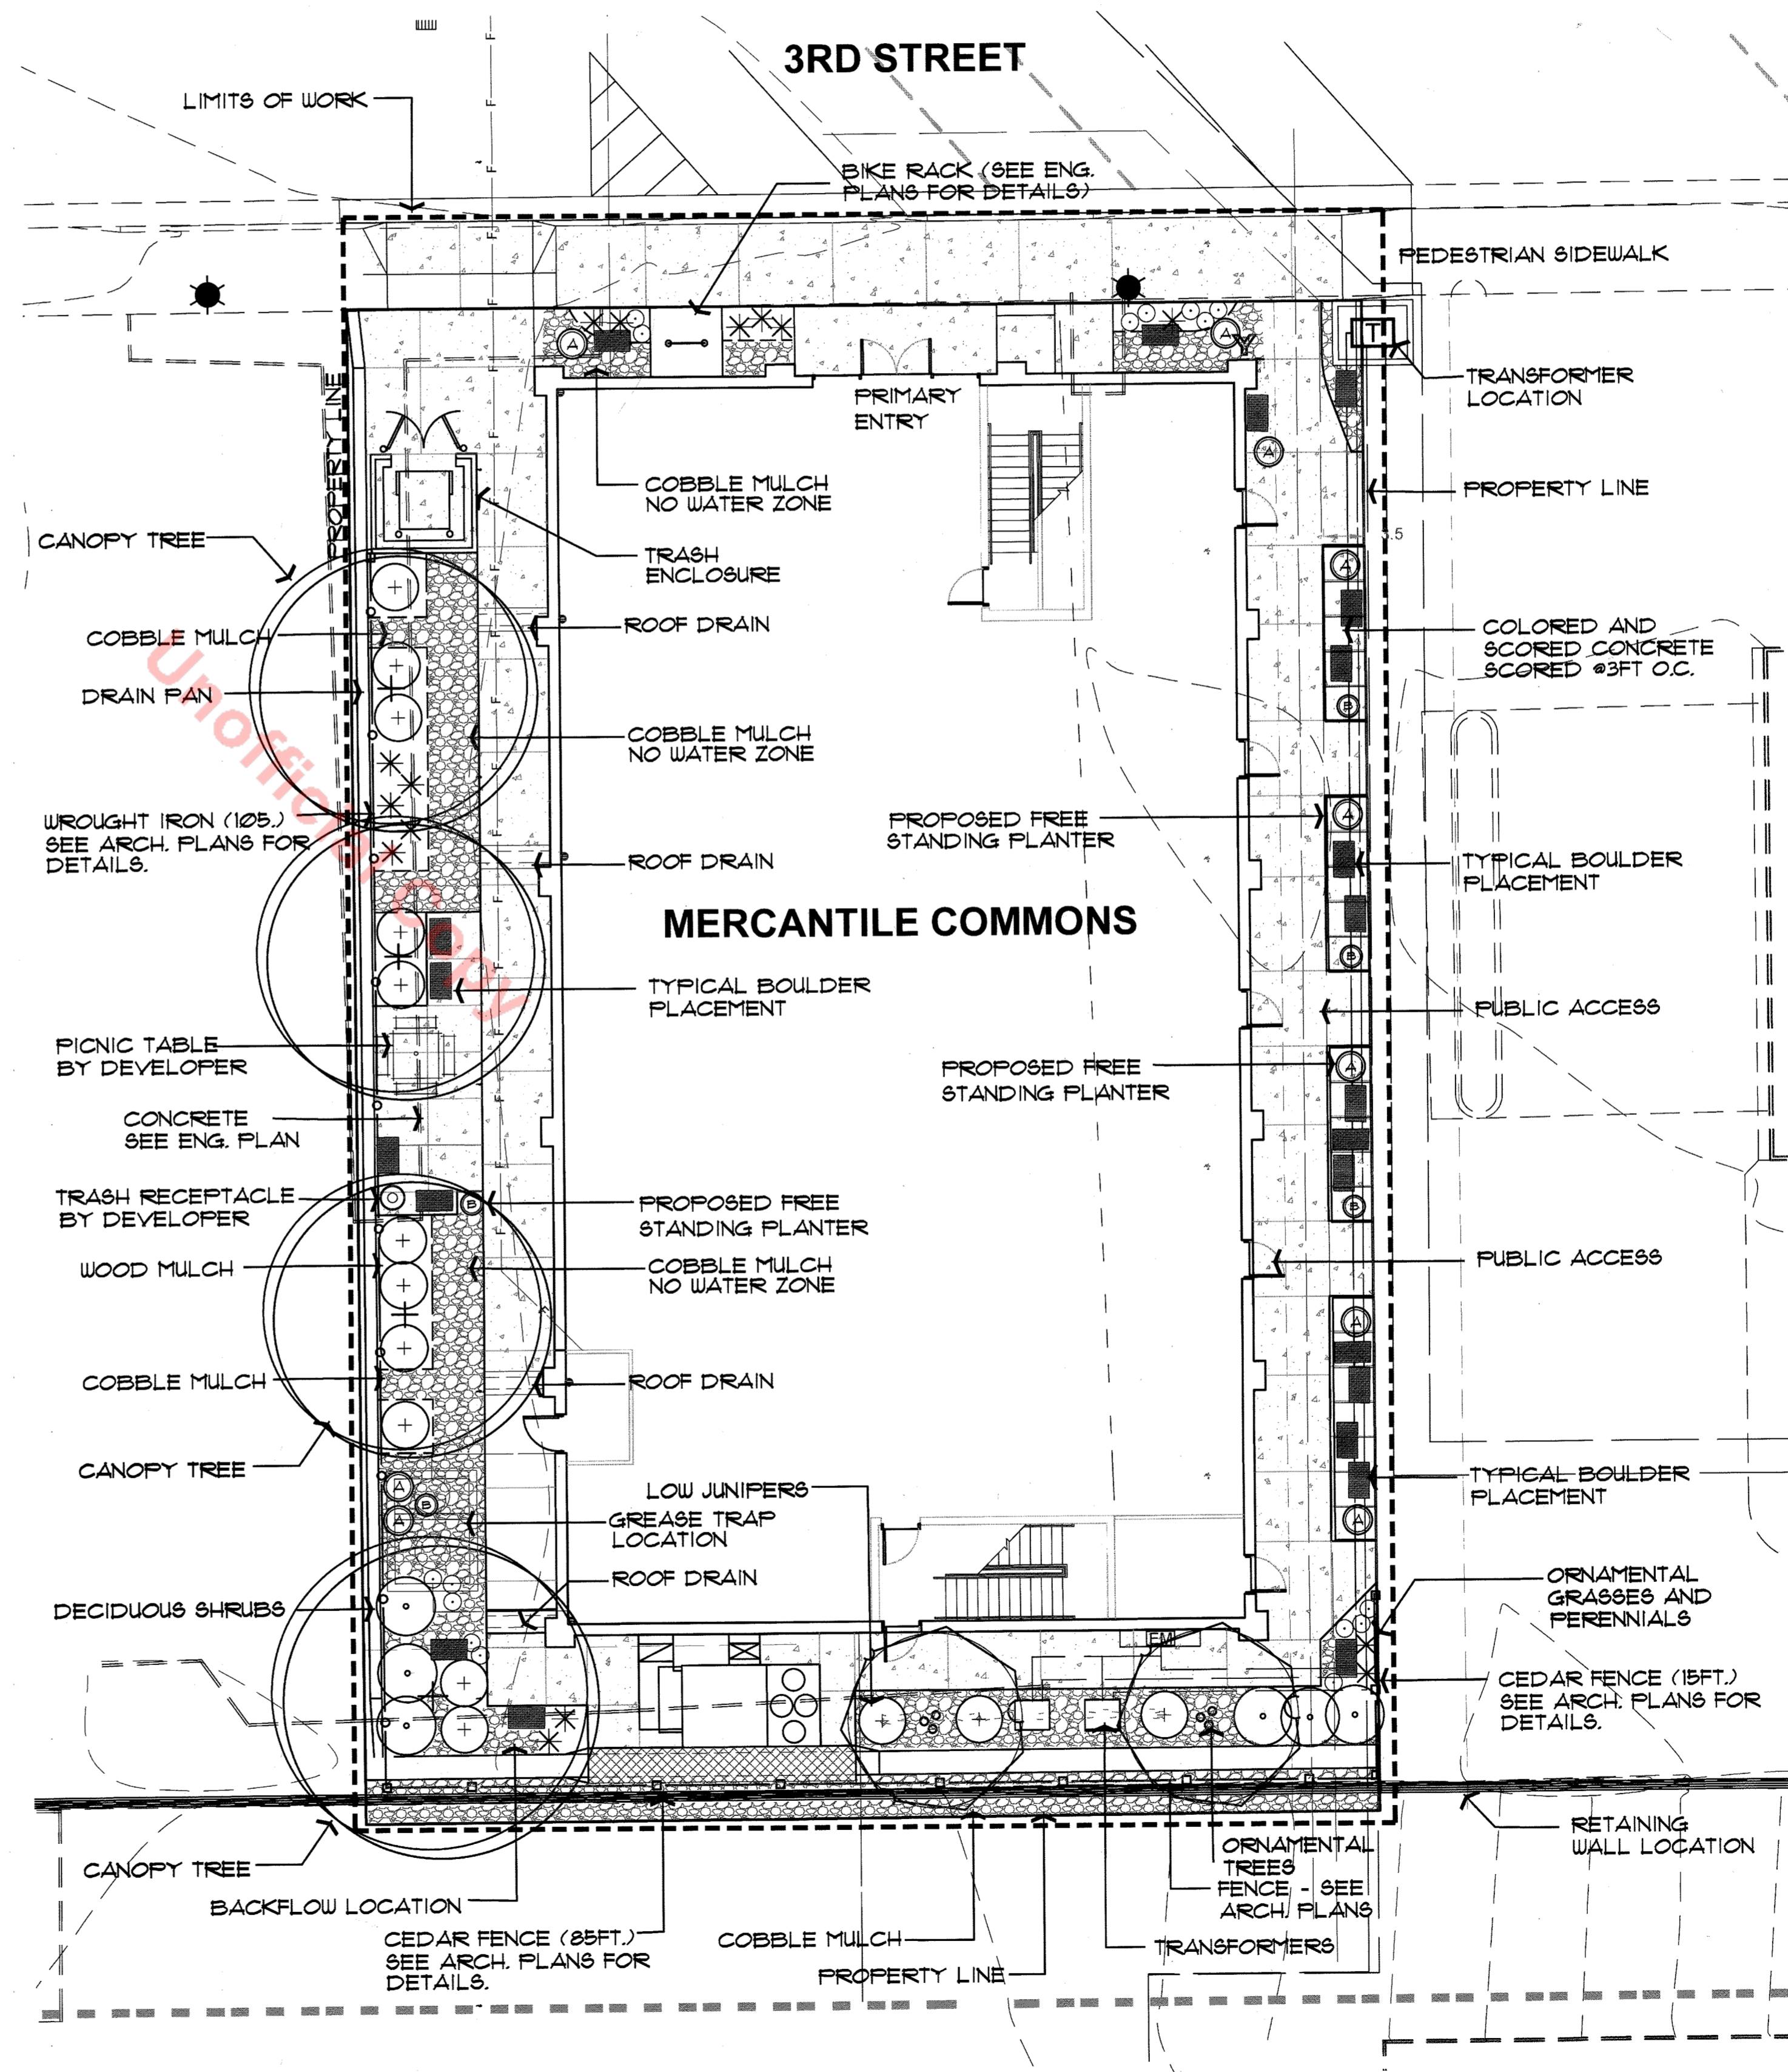 3RD STREET
LIMITS OF WORK
BIKE RACK (SEE ENG.
PLANS FOR DETAILS)
PEDESTRIAN SIDEWALK
T
TRANSFORMER
LOCATION
PRIMARY
ENTRY
PROPERTY LINE
COBBLE MULCH
NO WATER ZONE
PROPERTY LINE
CANOPY TREE
TRASH
ENCLOSURE
3.5
COBBLE MULCH
ROOF DRAIN
COLORED AND
SCORED CONCRETE
SCORED @3FT O.C.
DRAIN PAN
COBBLE MULCH
NO WATER ZONE
WROUGHT IRON (105.)
SEE ARCH. PLANS FOR
DETAILS.
PROPOSED FREE
STANDING PLANTER
ROOF DRAIN
TYPICAL BOULDER
PLACEMENT
MERCANTILE COMMONS
Unofficial Copy
TYPICAL BOULDER
PLACEMENT
PUBLIC ACCESS
PICNIC TABLE
BY DEVELOPER
PROPOSED FREE
STANDING PLANTER
CONCRETE
SEE ENG. PLAN
TRASH RECEPTACLE
BY DEVELOPER
PROPOSED FREE
STANDING PLANTER
WOOD MULCH
COBBLE MULCH
NO WATER ZONE
PUBLIC ACCESS
COBBLE MULCH
ROOF DRAIN
CANOPY TREE
TYPICAL BOULDER
PLACEMENT
LOW JUNIPERS
GREASE TRAP
LOCATION
ROOF DRAIN
DECIDUOUS SHRUBS
ORNAMENTAL
GRASSES AND
PERENNIALS
EM
CEDAR FENCE (15FT.)
SEE ARCH. PLANS FOR
DETAILS.
RETAINING
WALL LOCATION
CANOPY TREE
ORNAMENTAL
TREES
FENCE - SEE
ARCH. PLANS
BACKFLOW LOCATION
CEDAR FENCE (85FT.)
SEE ARCH. PLANS FOR
DETAILS.
COBBLE MULCH
TRANSFORMERS
PROPERTY LINE